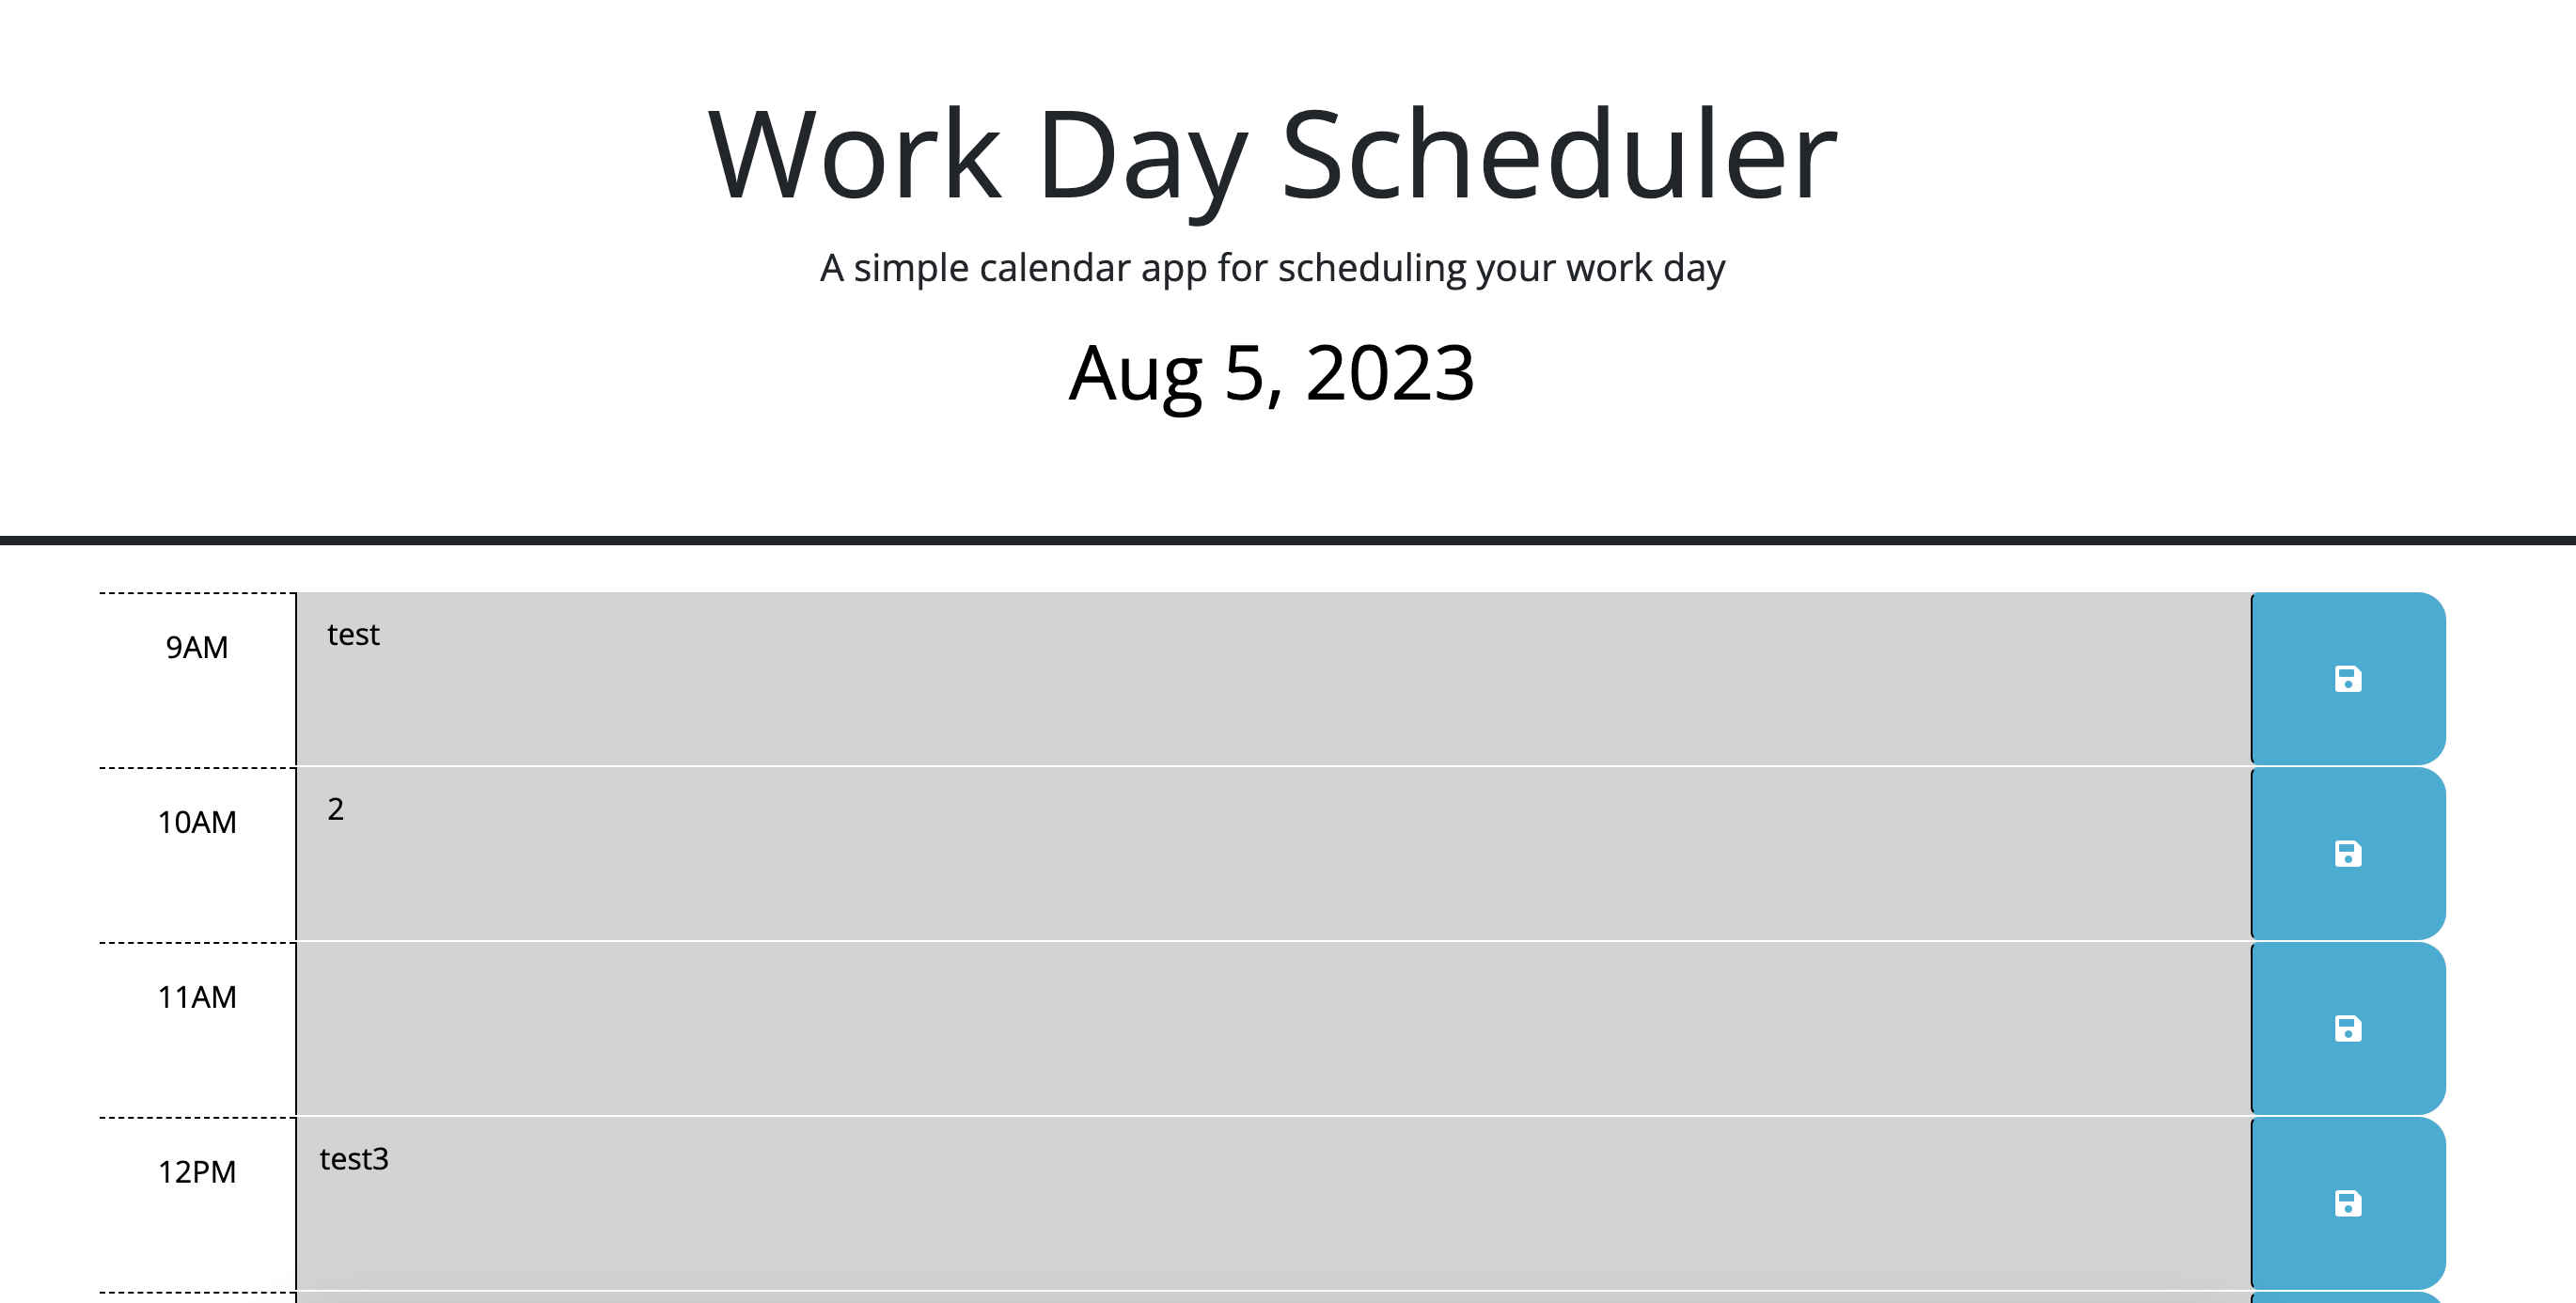 Work Day Scheduler
A simple calendar app for scheduling your work day
Aug 5, 2023
9AM
test
10AM
2
11AM
12PM
test3